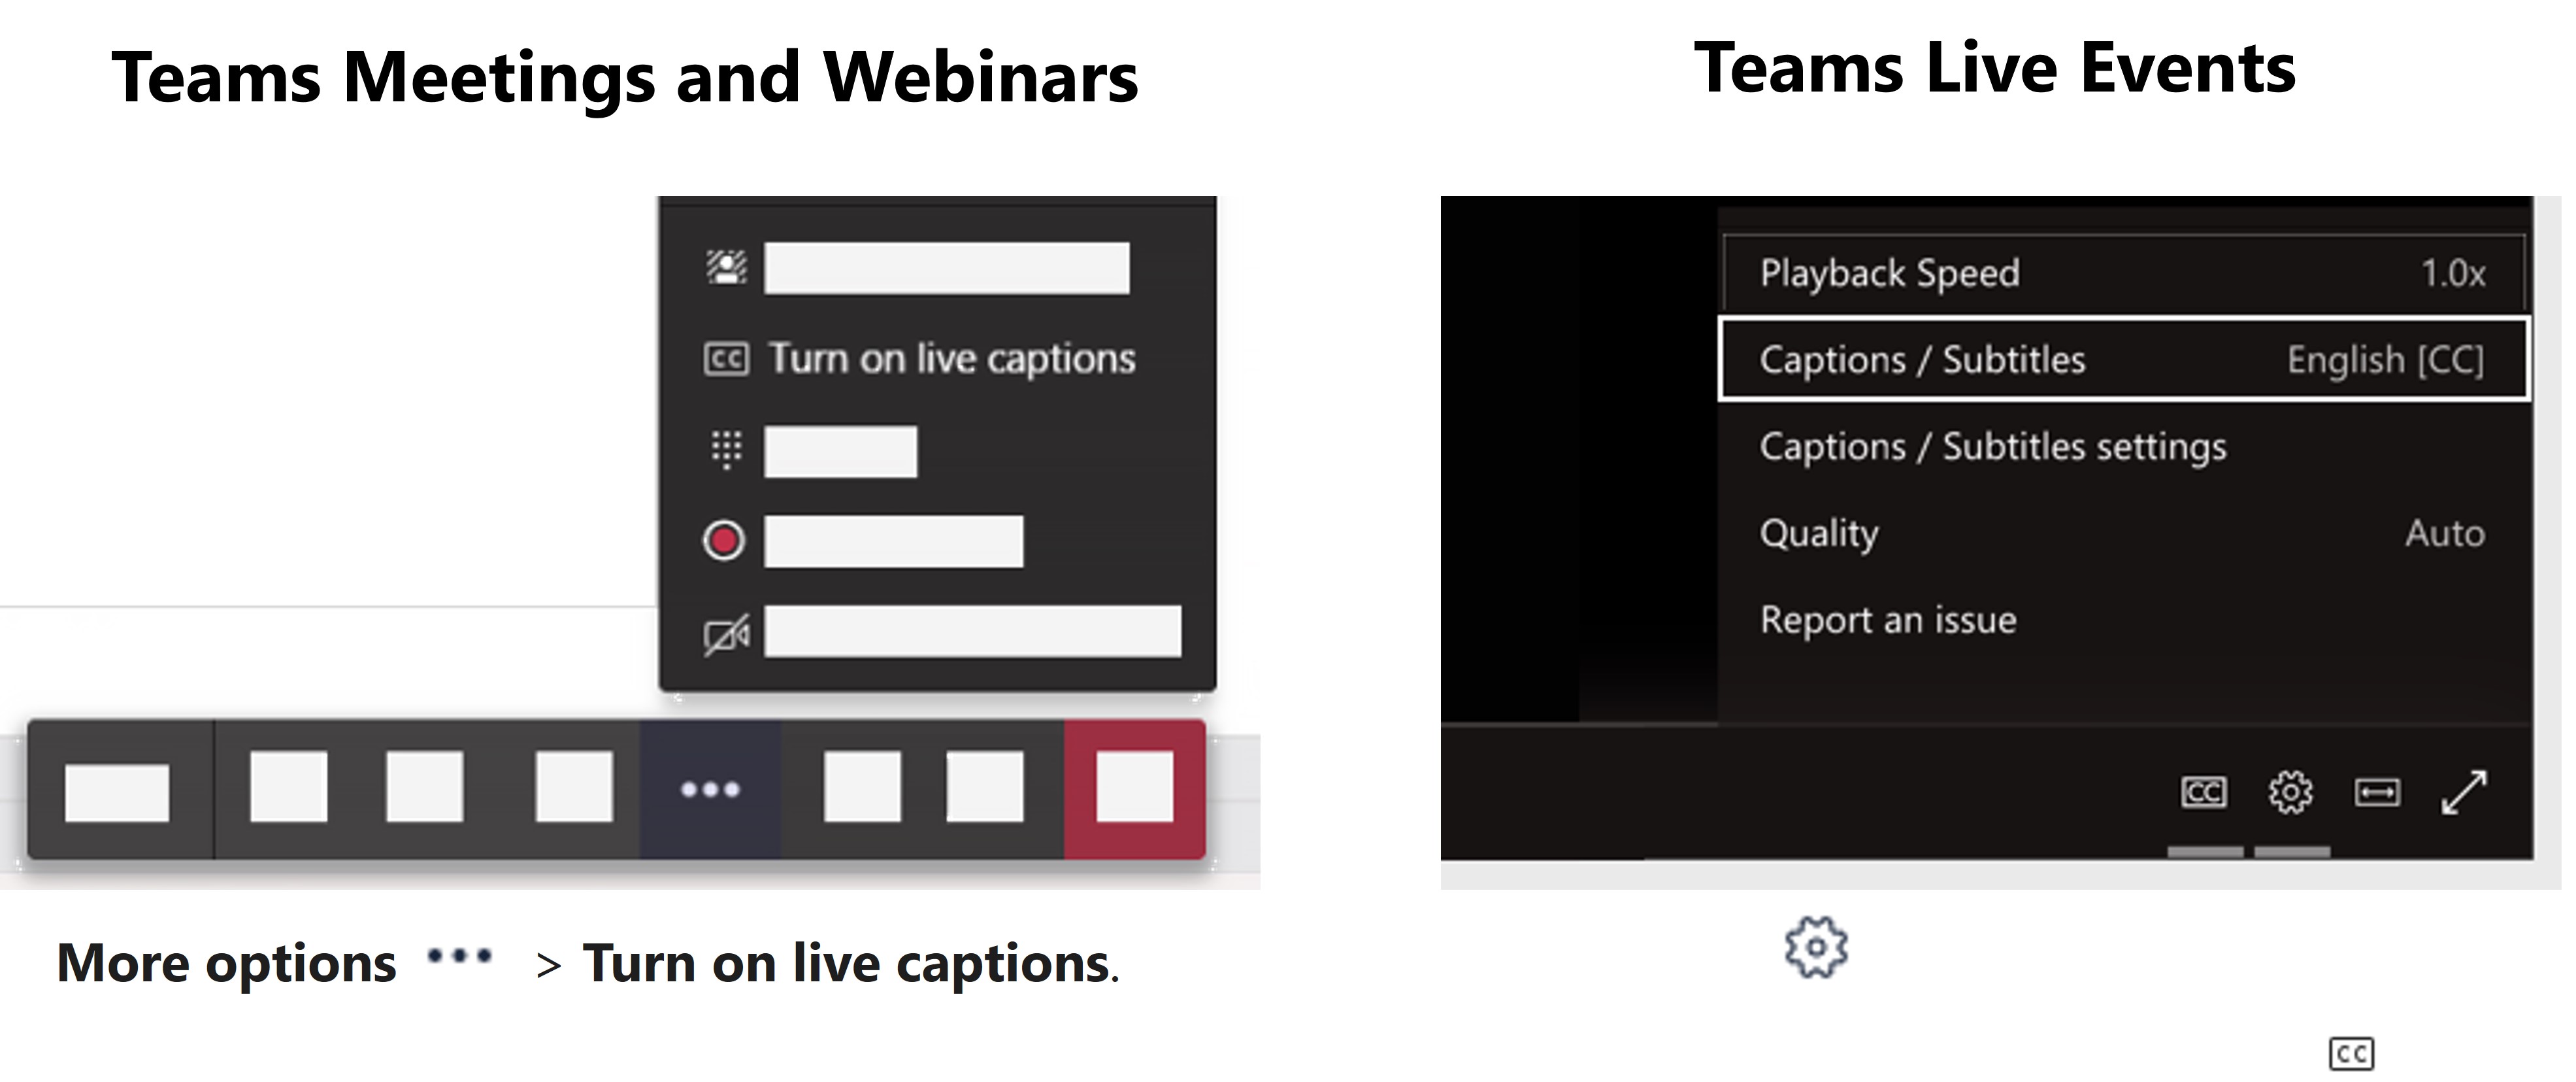 Teams Meetings and Webinars
CC Turn on live captions
More options ••• > Turn on live captions.
Teams Live Events
Playback Speed 1.0x
Captions / Subtitles English [CC]
Captions / Subtitles settings
Quality Auto
Report an issue
CC
CC